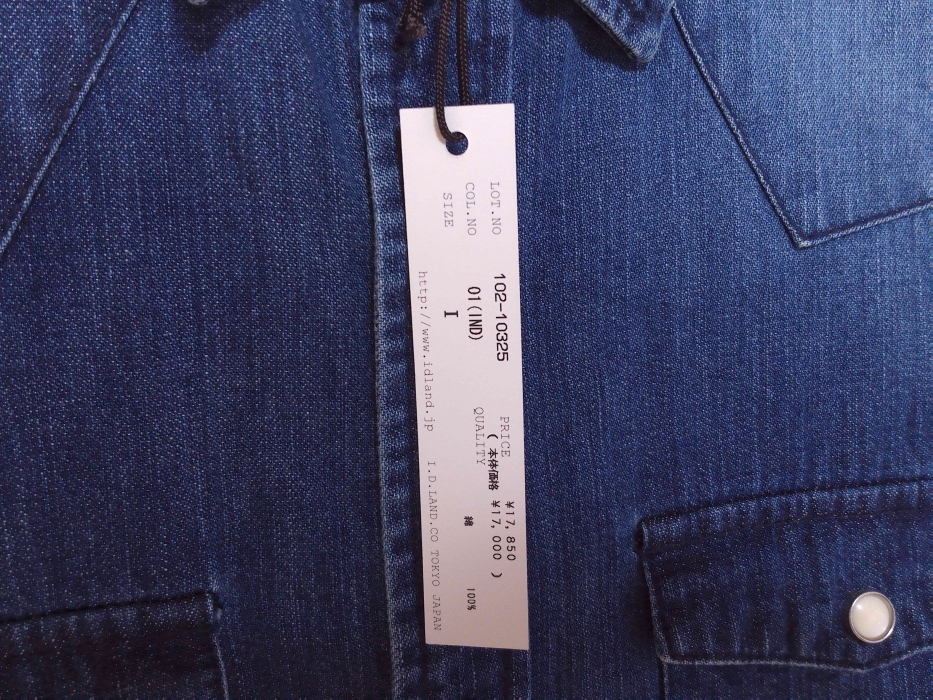 LOT.NO 102-10325 PRICE ¥17,850
COL.NO 01(IND) ( 本体価格 ¥17,000 )
SIZE I QUALITY 綿 100%
http://www.idland.jp I.D.LAND.CO TOKYO JAPAN